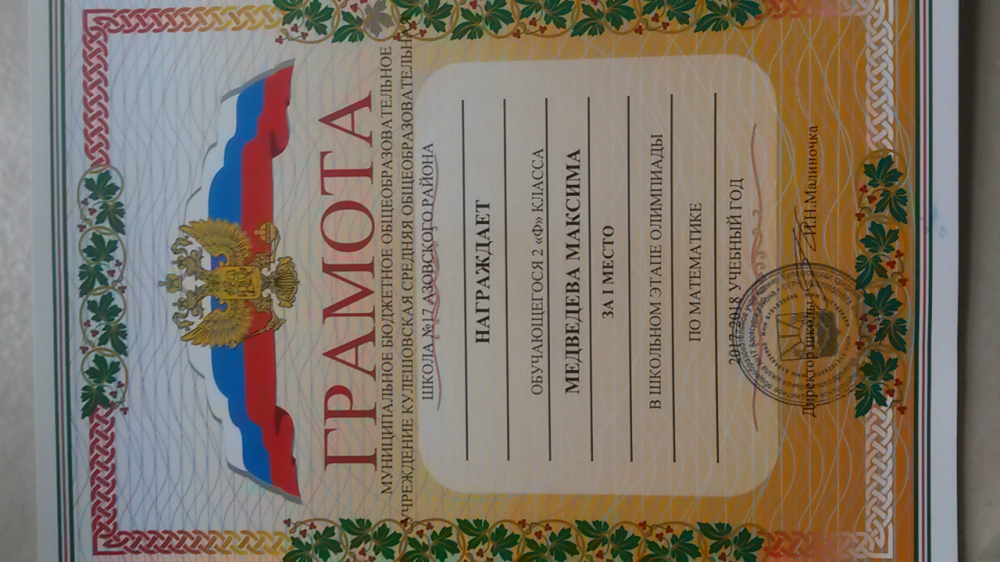 ГРАМОТА
МУНИЦИПАЛЬНОЕ БЮДЖЕТНОЕ ОБЩЕОБРАЗОВАТЕЛЬНОЕ
УЧРЕЖДЕНИЕ КУЛЕШОВСКАЯ СРЕДНЯЯ ОБЩЕОБРАЗОВАТЕЛЬН
ШКОЛА №17 АЗОВСКОГО РАЙОНА
НАГРАЖДАЕТ
ОБУЧАЮЩЕГОСЯ 2 «Ф» КЛАССА
МЕДВЕДЕВА МАКСИМА
ЗА I МЕСТО
В ШКОЛЬНОМ ЭТАПЕ ОЛИМПИАДЫ
ПО МАТЕМАТИКЕ
2017-2018 УЧЕБНЫЙ ГОД
Директор школы И.Н.Малиночка